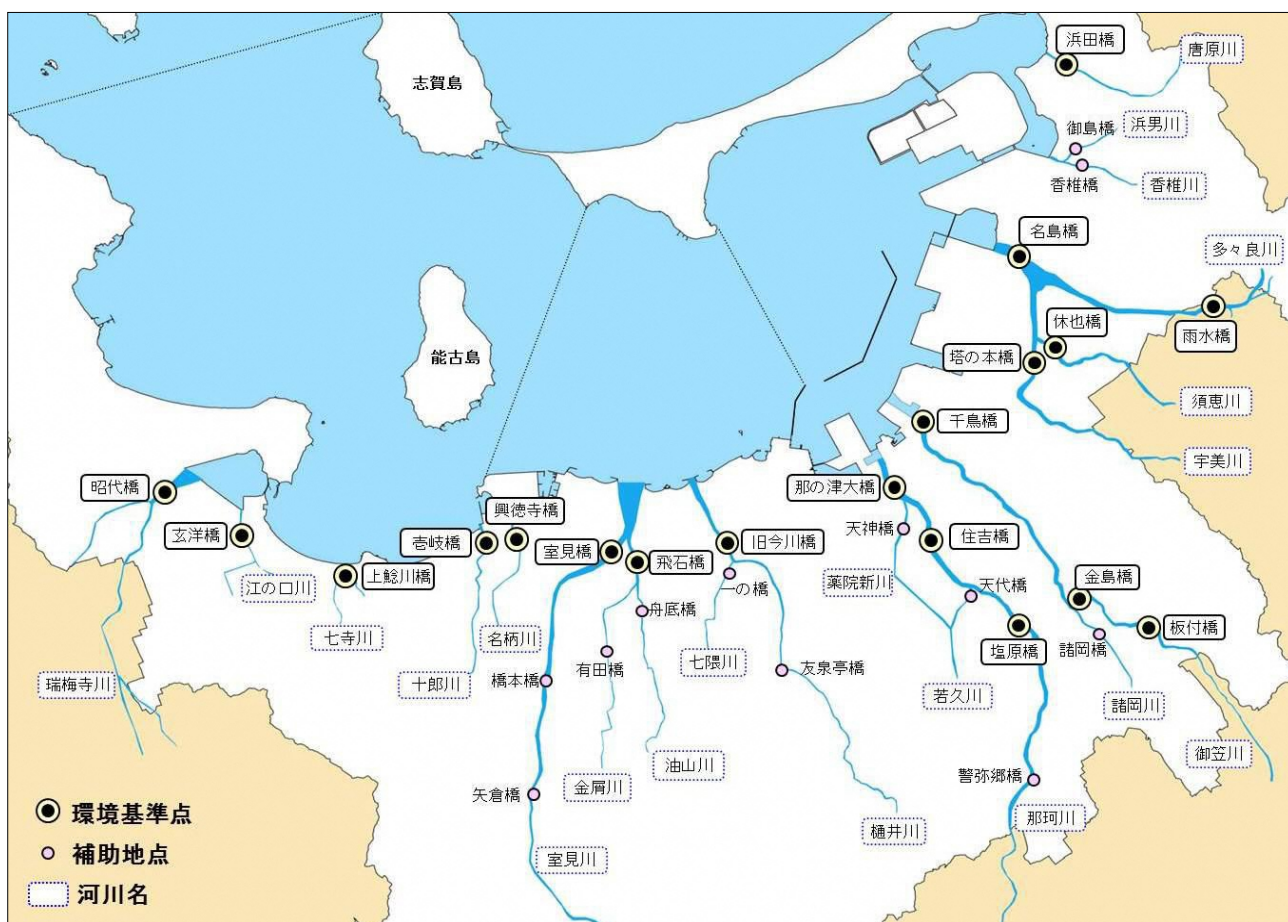 浜田橋
唐原川
志賀島
御島橋
浜男川
香椎橋
香椎川
名島橋
多々良川
休也橋
雨水橋
塔の本橋
能古島
須恵川
千鳥橋
宇美川
昭代橋
那の津大橋
興徳寺橋
天神橋
玄洋橋
壱岐橋
室見橋
旧今川橋
住吉橋
飛石橋
上鯰川橋
江の口川
一の橋
薬院新川
天代橋
金島橋
舟底橋
七寺川
名柄川
板付橋
塩原橋
諸岡橋
有田橋
七隈川
友泉亭橋
瑞梅寺川
十郎川
橋本橋
若久川
諸岡川
油山川
御笠川
金屑川
矢倉橋
警弥郷橋
那珂川
樋井川
室見川
環境基準点
補助地点
河川名